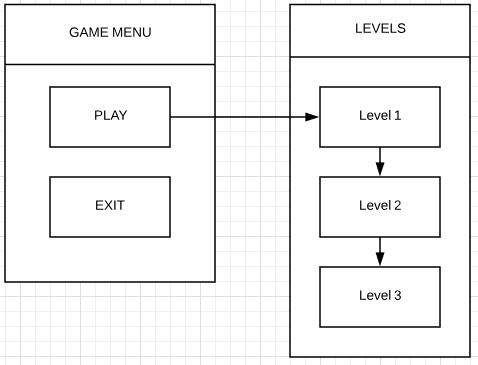 GAME MENU
PLAY
EXIT
LEVELS
Level 1
Level 2
Level 3